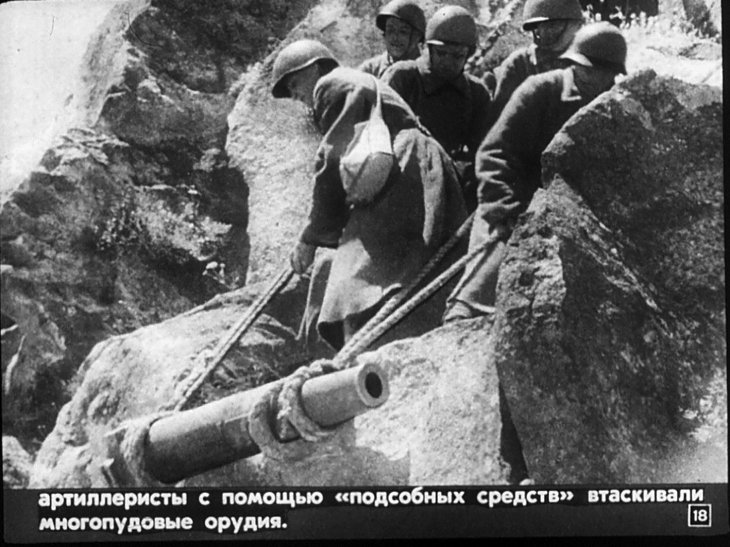 артиллеристы с помощью «подсобных средств» втаскивали
многопудовые орудия.
18